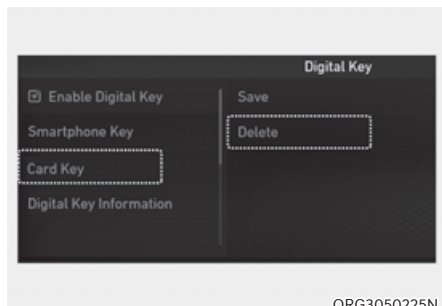 Digital Key
Enable Digital Key
Smartphone Key
Card Key
Digital Key Information
Save
Delete
ORG3050225N